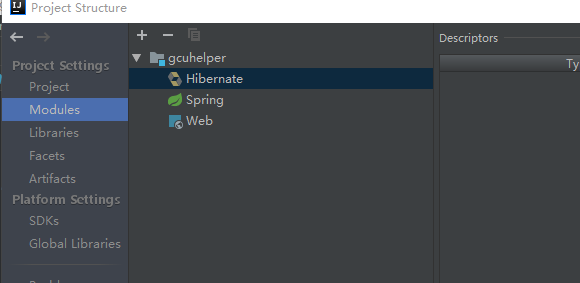 Project Structure
Project Settings
Project
Modules
Libraries
Facets
Artifacts
Platform Settings
SDKs
Global Libraries
gcuhelper
Hibernate
Spring
Web
Descriptors
Ty